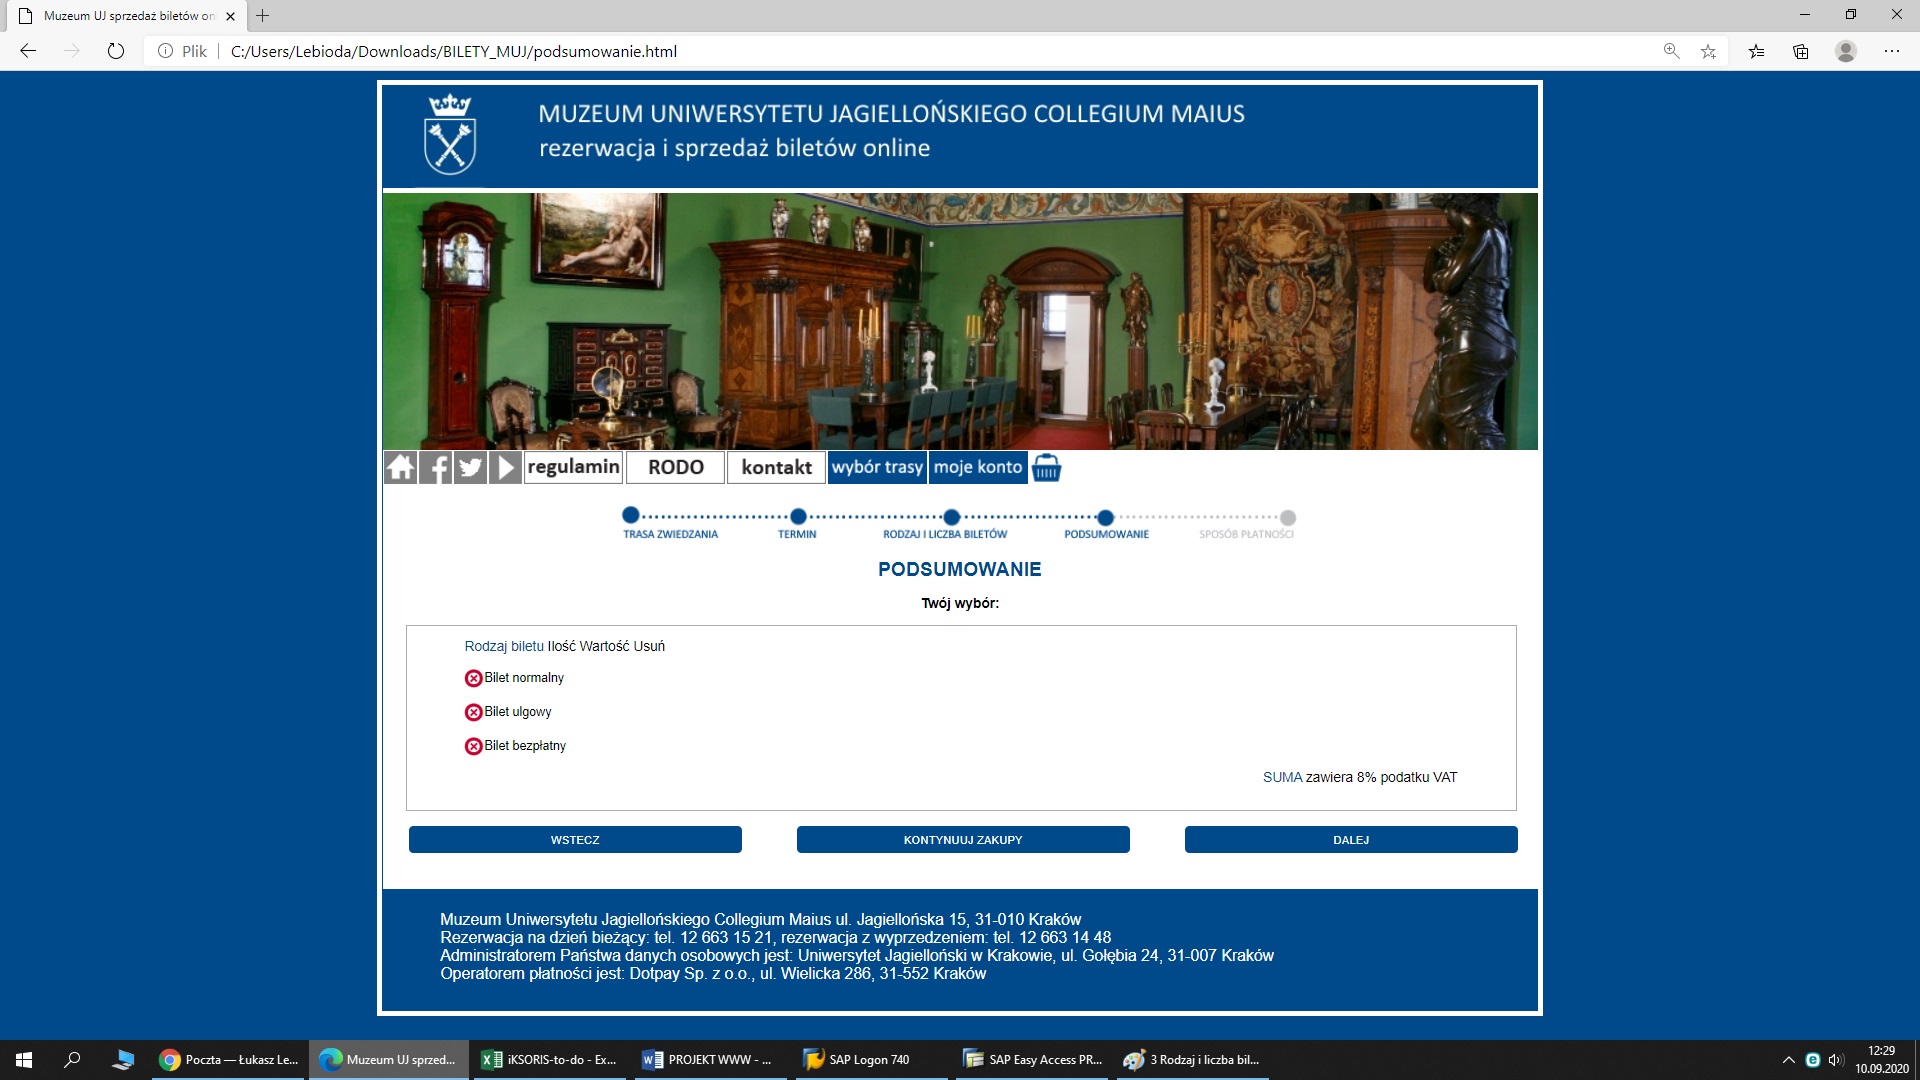 Muzeum UJ sprzedaż biletów on
Plik
C:/Users/Lebioda/Downloads/BILETY_MUJ/podsumowanie.html
MUZEUM UNIWERSYTETU JAGIELLOŃSKIEGO COLLEGIUM MAIUS
rezerwacja i sprzedaż biletów online
regulamin RODO kontakt wybór trasy moje konto
TRASA ZWIEDZANIA TERMIN RODZAJ I LICZBA BILETÓW PODSUMOWANIE SPOSÓB PŁATNOŚCI
PODSUMOWANIE
Twój wybór:
Rodzaj biletu Ilość Wartość Usuń
Bilet normalny
Bilet ulgowy
Bilet bezpłatny
SUMA zawiera 8% podatku VAT
WSTECZ KONTYNUUJ ZAKUPY DALEJ
Muzeum Uniwersytetu Jagiellońskiego Collegium Maius ul. Jagiellońska 15, 31-010 Kraków
Rezerwacja na dzień bieżący: tel. 12 663 15 21, rezerwacja z wyprzedzeniem: tel. 12 663 14 48
Administratorem Państwa danych osobowych jest: Uniwersytet Jagielloński w Krakowie, ul. Gołębia 24, 31-007 Kraków
Operatorem płatności jest: Dotpay Sp. z o.o., ul. Wielicka 286, 31-552 Kraków
Poczta — Łukasz Le... Muzeum UJ sprzed... iKSORIS-to-do - Ex... PROJEKT WWW - ... SAP Logon 740 SAP Easy Access PR... 3 Rodzaj i liczba bil...
12:29
10.09.2020